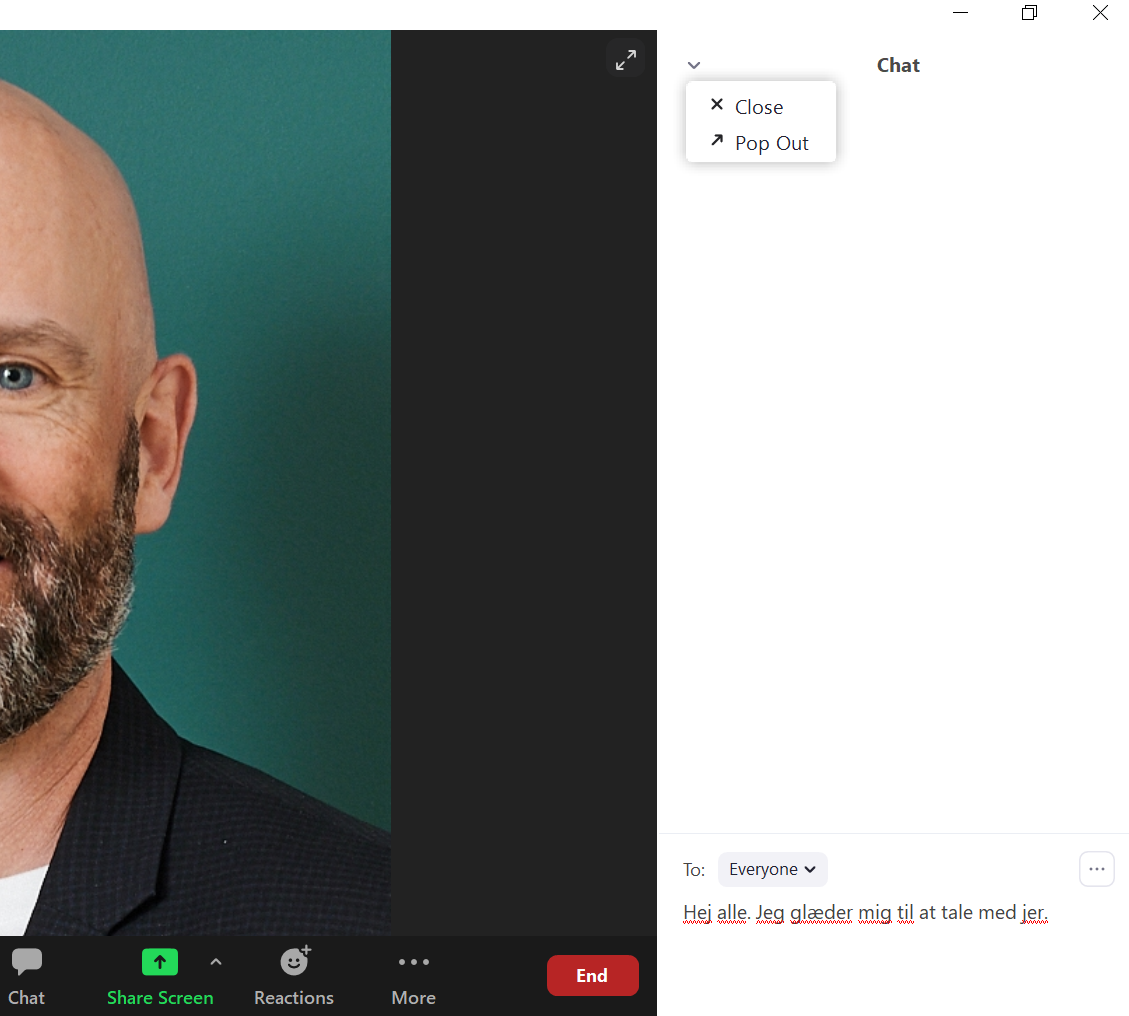 Chat
Close
Pop Out
To: Everyone
Hej alle. Jeg glæder mig til at tale med jer.
Chat
Share Screen
Reactions
More
End